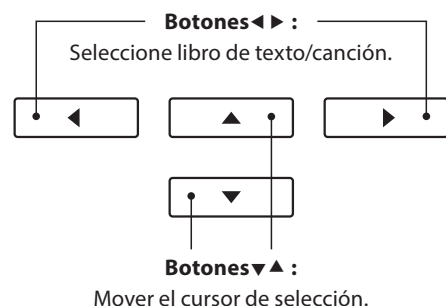 Botones◀ ▶ :
Seleccione libro de texto/canción.
Botones▼▲ :
Mover el cursor de selección.